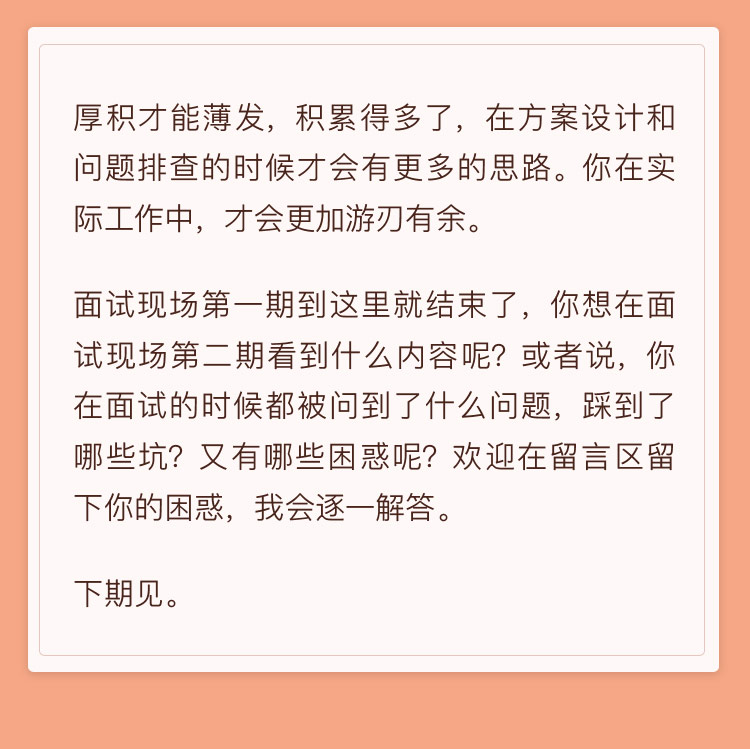 厚积才能薄发，积累得多了，在方案设计和
问题排查的时候才会有更多的思路。你在实
际工作中，才会更加游刃有余。
面试现场第一期到这里就结束了，你想在面
试现场第二期看到什么内容呢？或者说，你
在面试的时候都被问到了什么问题，踩到了
哪些坑？又有哪些困惑呢？欢迎在留言区留
下你的困惑，我会逐一解答。
下期见。